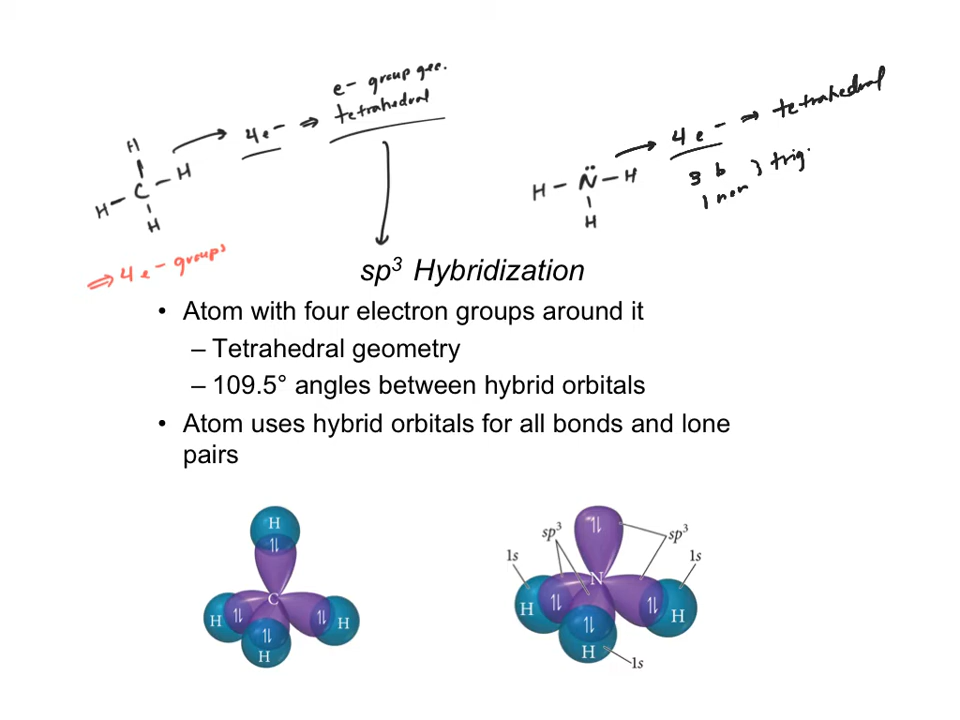 e- group geo.
4e- ⇒ tetrahedral
H
C - H
H -
H
⇒ 4 e- groups
4 e- ⇒ tetrahedral
3 b } trig.
1 non
H - N̈ - H
H
sp³ Hybridization
• Atom with four electron groups around it
– Tetrahedral geometry
– 109.5° angles between hybrid orbitals
• Atom uses hybrid orbitals for all bonds and lone
pairs
H
⥮
C
H ⥮
⥮ H
⥮
H
sp³
⥮
sp³
1s
1s
N
H ⥮
⥮ H
⥮
H
1s